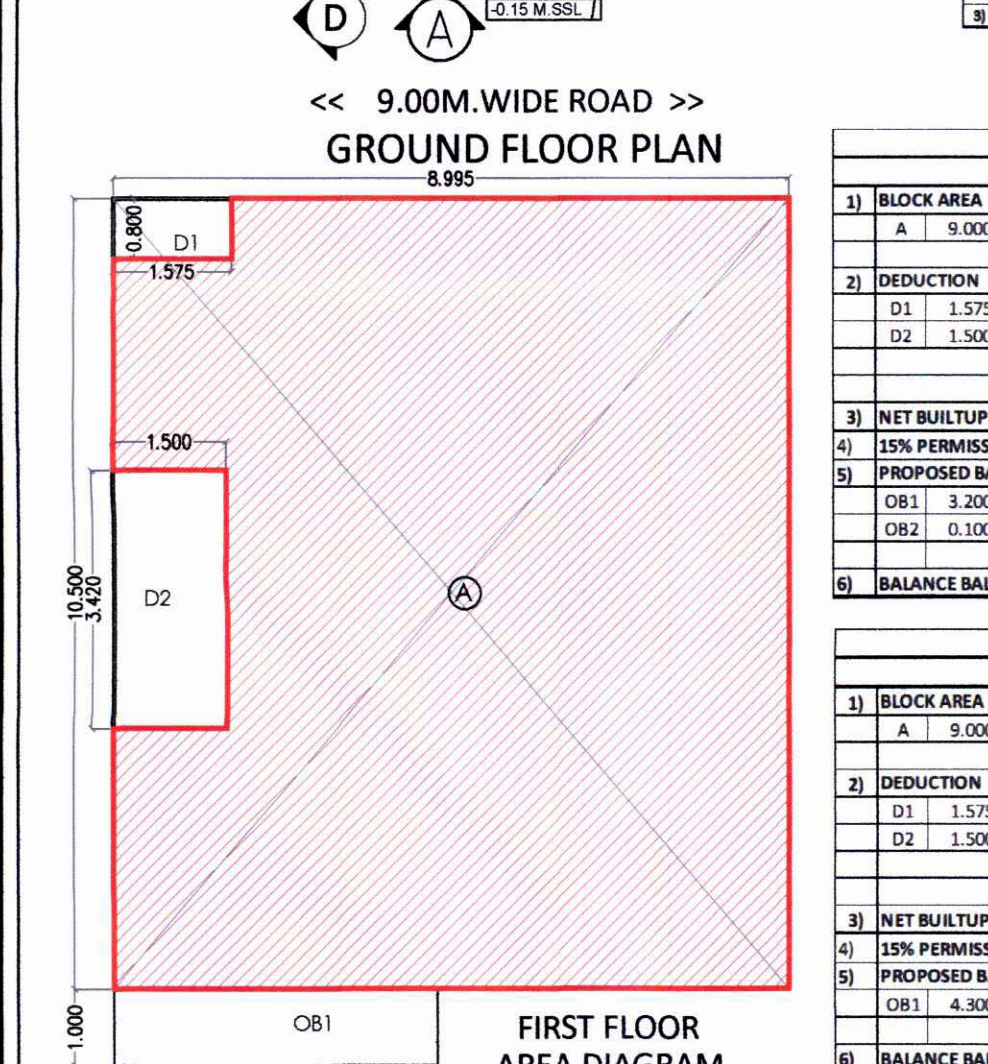 D
A
-0.15 M.SSL
3)
<< 9.00M.WIDE ROAD >>
GROUND FLOOR PLAN
8.995
0.800
D1
1.575
1.500
10.500
3.420
D2
A
1.000
OB1
FIRST FLOOR
AREA DIAGRAM
1) BLOCK AREA
A 9.000
2) DEDUCTION
D1 1.575
D2 1.500
3) NET BUILTUP
4) 15% PERMISS
5) PROPOSED BA
OB1 3.200
OB2 0.100
6) BALANCE BAL
1) BLOCK AREA
A 9.000
2) DEDUCTION
D1 1.575
D2 1.500
3) NET BUILTUP
4) 15% PERMISS
5) PROPOSED B
OB1 4.300
6) BALANCE BA